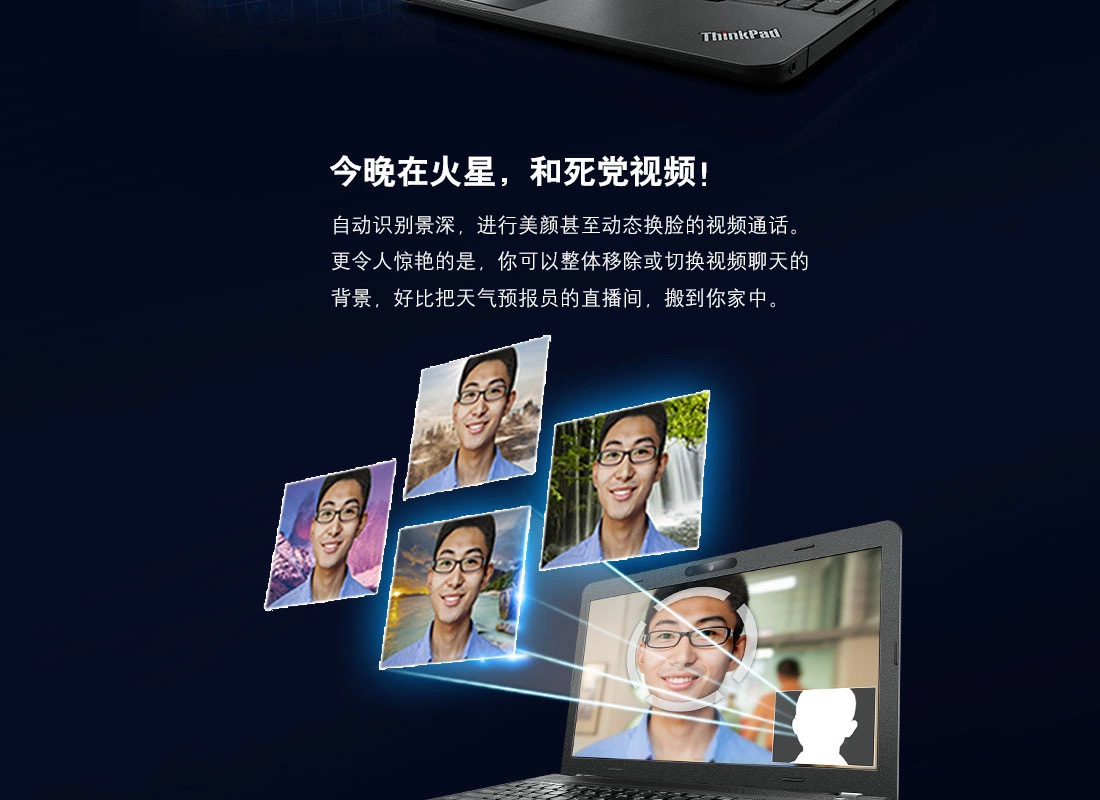 ThinkPad
今晚在火星，和死党视频！
自动识别景深，进行美颜甚至动态换脸的视频通话。
更令人惊艳的是，你可以整体移除或切换视频聊天的
背景，好比把天气预报员的直播间，搬到你家中。